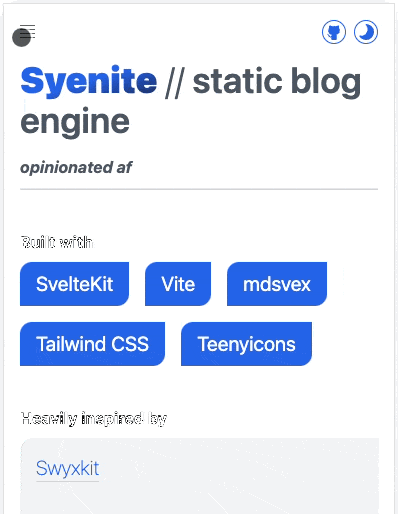 Syenite // static blog
engine
opinionated af
Built with
SvelteKit Vite mdsvex
Tailwind CSS Teenyicons
Heavily inspired by
Swyxkit